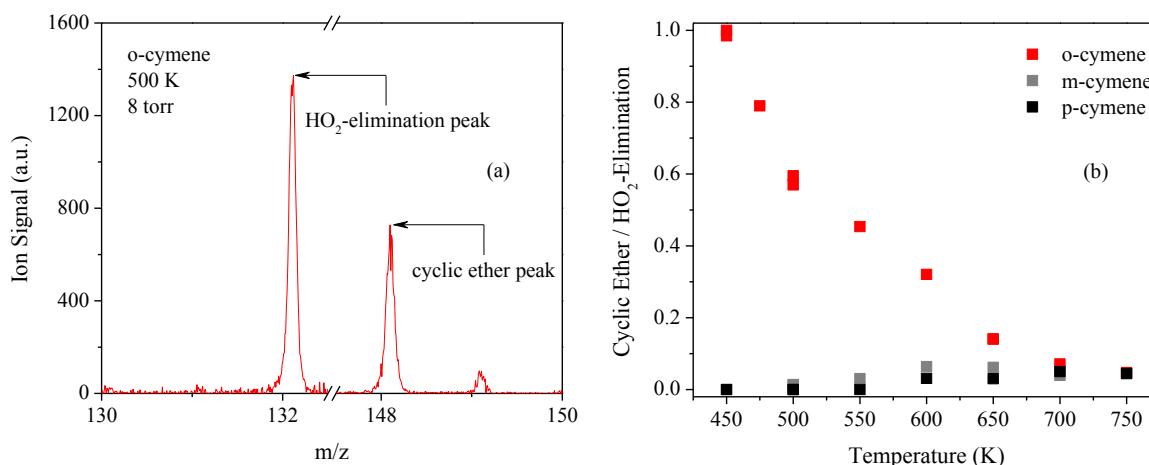 1600
1200
800
400
0
Ion Signal (a.u.)
o-cymene
500 K
8 torr
HO₂-elimination peak
(a)
cyclic ether peak
130
132
148
150
m/z
1.0
0.8
0.6
0.4
0.2
0.0
Cyclic Ether / HO₂-Elimination
o-cymene
m-cymene
p-cymene
(b)
450
500
550
600
650
700
750
Temperature (K)